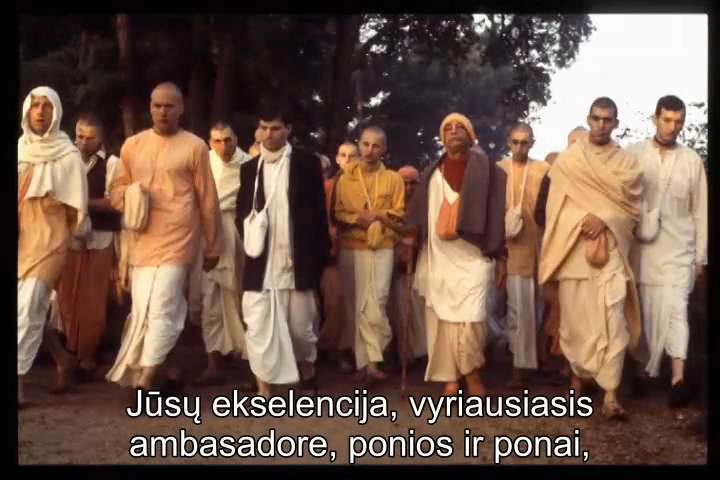 Jūsų ekselencija, vyriausiasis
ambasadore, ponios ir ponai,